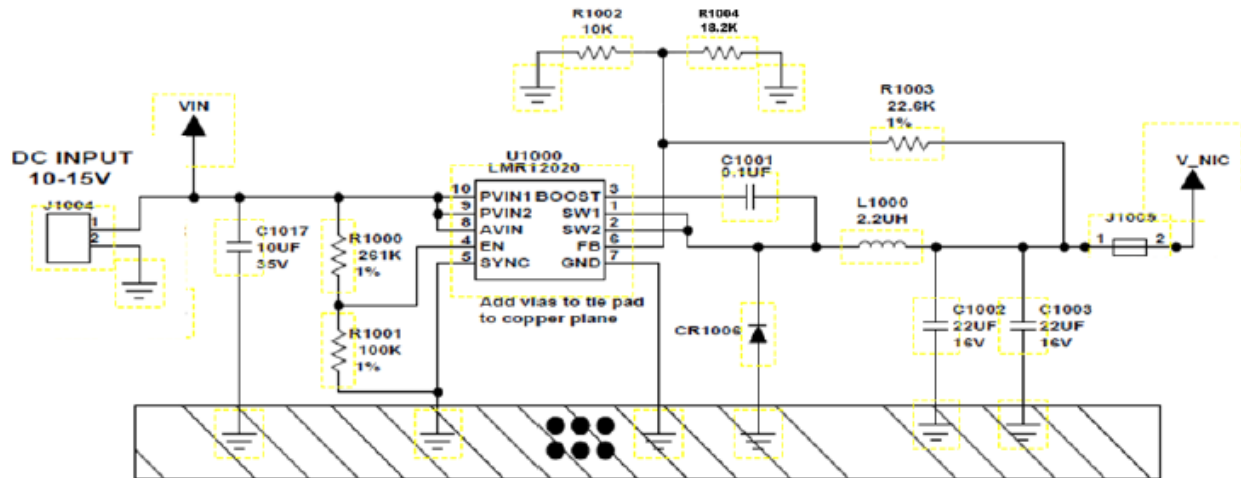 R1002
10K
R1004
18.2K
VIN
R1003
22.6K
1%
DC INPUT
10-15V
J1004
1
2
C1017
10UF
35V
R1000
261K
1%
R1001
100K
1%
U1000
LMR12020
10 PVIN1 BOOST 3
9 PVIN2 SW1 1
8 AVIN SW2 2
4 EN FB 6
5 SYNC GND 7
Add vias to tie pad
to copper plane
C1001
0.1UF
L1000
2.2UH
CR1006
C1002
22UF
16V
C1003
22UF
16V
V_NIC
J1005
1 2